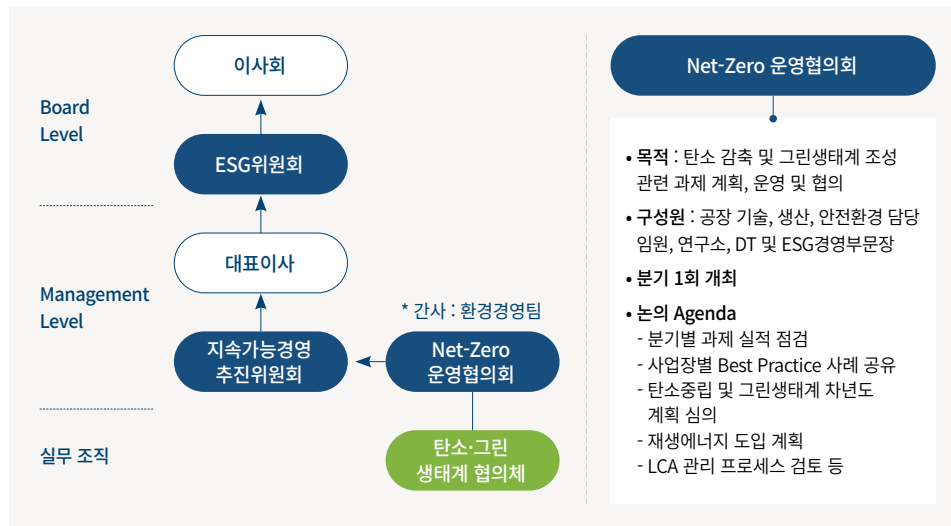 이사회
Board
Level
ESG위원회
대표이사
Management
Level
* 간사 : 환경경영팀
지속가능경영
추진위원회
Net-Zero
운영협의회
실무 조직
탄소·그린
생태계 협의체
Net-Zero 운영협의회
• 목적 : 탄소 감축 및 그린생태계 조성
관련 과제 계획, 운영 및 협의
• 구성원 : 공장 기술, 생산, 안전환경 담당
임원, 연구소, DT 및 ESG경영부문장
• 분기 1회 개최
• 논의 Agenda
- 분기별 과제 실적 점검
- 사업장별 Best Practice 사례 공유
- 탄소중립 및 그린생태계 차년도
계획 심의
- 재생에너지 도입 계획
- LCA 관리 프로세스 검토 등